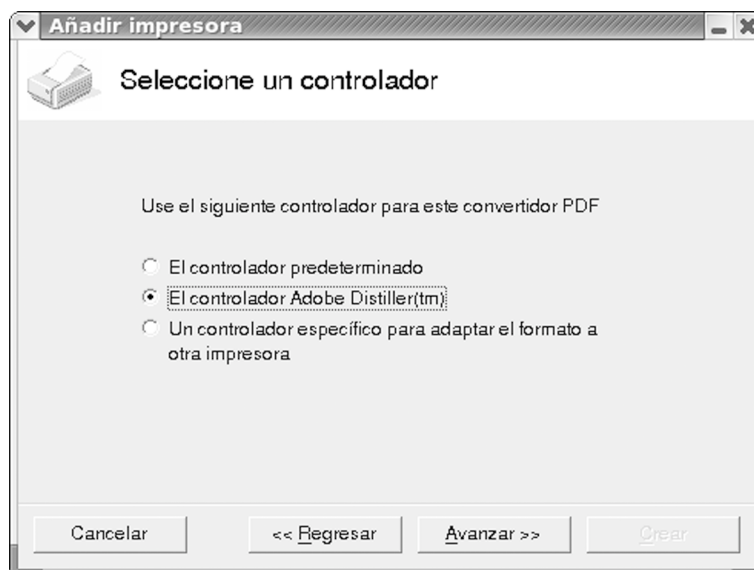 Añadir impresora
Seleccione un controlador
Use el siguiente controlador para este convertidor PDF
El controlador predeterminado
El controlador Adobe Distiller(tm)
Un controlador específico para adaptar el formato a
otra impresora
Cancelar
<< Regresar
Avanzar >>
Crear